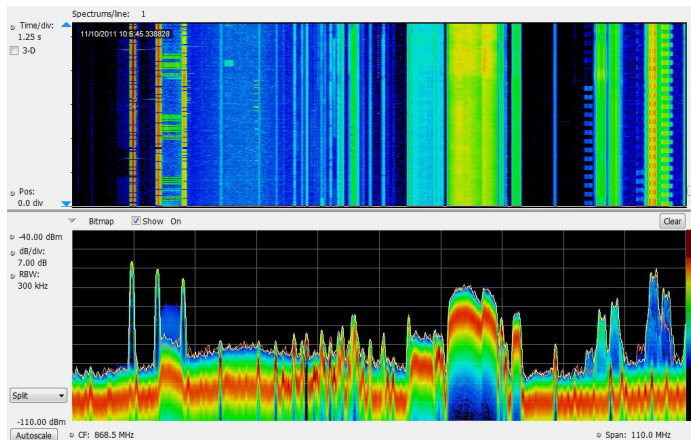 Spectrums/line: 1
Time/div:
1.25 s
3-D
11/10/2011 10:6:45.338828
Pos:
0.0 div
Bitmap Show On Clear
-40.00 dBm
dB/div:
7.00 dB
RBW:
300 kHz
Split
-110.00 dBm
Autoscale CF: 868.5 MHz Span: 110.0 MHz